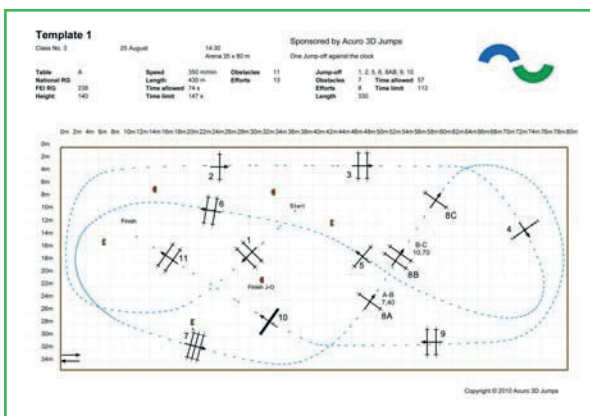 Template 1
Sponsored by Acuro 3D Jumps
Class No. 3 25 August 14:30 One Jump-off against the clock
Arena 35 x 80 m
Table A Speed 350 m/min Obstacles 11 Jump-off 1, 2, 5, 6, 8AB, 9, 10
National RG Length 430 m Efforts 13 Obstacles 7 Time allowed 57
FEI RG 238 Time allowed 74 s Efforts 8 Time limit 113
Height 140 Time limit 147 s Length 330
0m 2m 4m 6m 8m 10m 12m 14m 16m 18m 20m 22m 24m 26m 28m 30m 32m 34m 36m 38m 40m 42m 44m 46m 48m 50m 52m 54m 56m 58m 60m 62m 64m 66m 68m 70m 72m 74m 76m 78m 80m
0m
2m
4m
2 3
6m
8m
6 Start 8C
10m
12m
Finish 4
14m
16m
1 B-C
11 5 10,70
18m
20m
8B
22m
Finish J-O
24m
A-B
7,40
26m
10 8A
28m
30m
7 9
32m
34m
Copyright © 2010 Acuro 3D Jumps